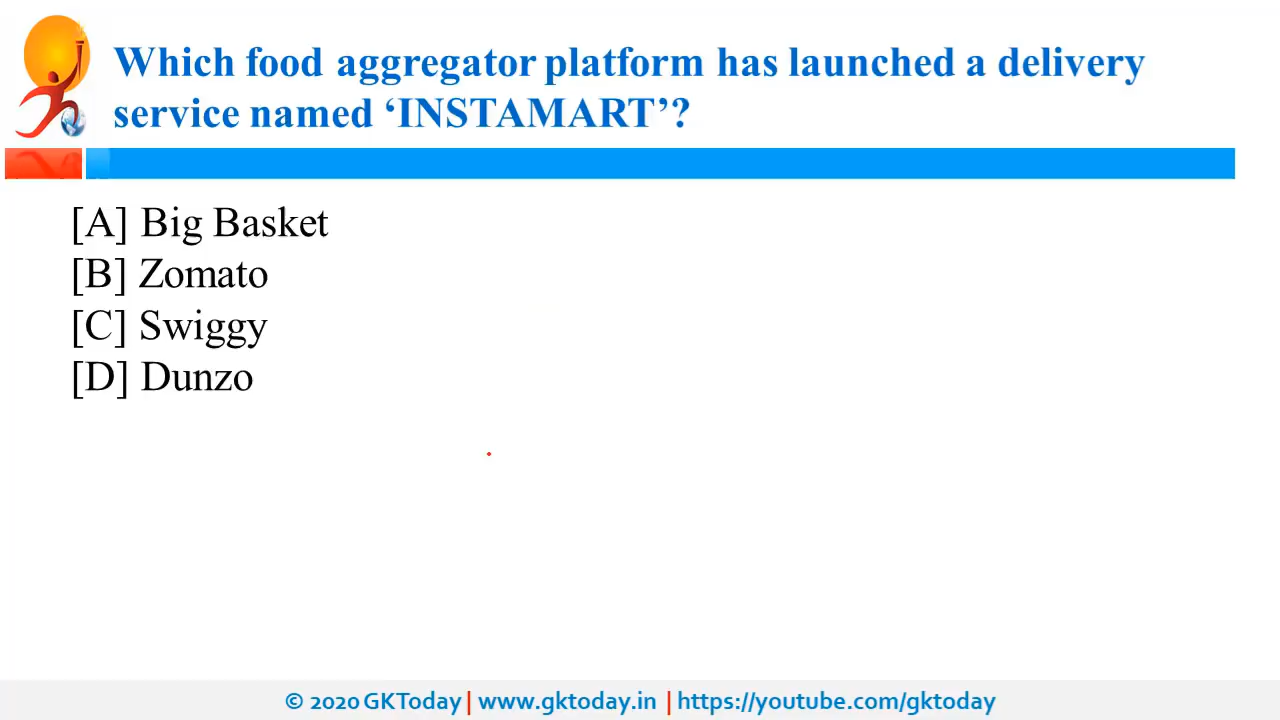 Which food aggregator platform has launched a delivery
service named ‘INSTAMART’?
[A] Big Basket
[B] Zomato
[C] Swiggy
[D] Dunzo
© 2020 GKToday | www.gktoday.in | https://youtube.com/gktoday